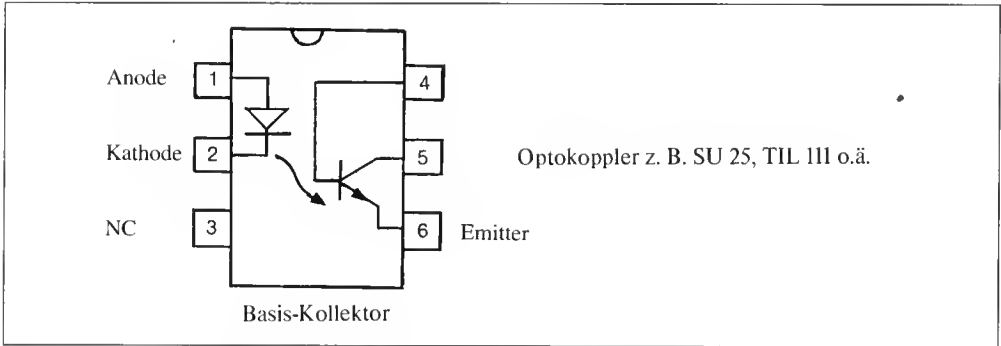 Anode 1 4
Kathode 2 5 Optokoppler z. B. SU 25, TIL 111 o.ä.
NC 3 6 Emitter
Basis-Kollektor